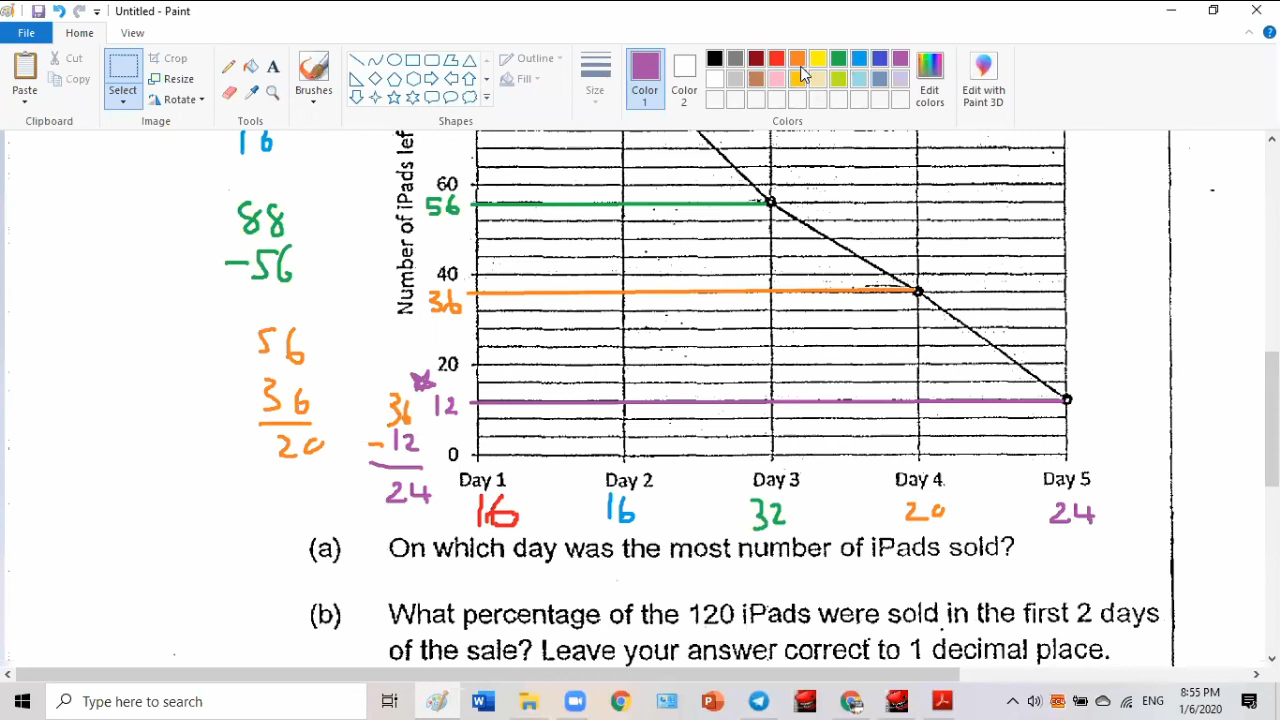 Untitled - Paint
File Home View
Paste
Cut
Copy
Clipboard
Select
Crop
Resize
Rotate
Image
Tools
Brushes
Shapes
Outline
Fill
Size
Color 1
Color 2
Colors
Edit colors
Edit with Paint 3D
16
88
-56
56
36
20
36
-12
24
Number of iPads left
60
56
40
36
20
12
0
Day 1 Day 2 Day 3 Day 4 Day 5
16 16 32 20 24
(a) On which day was the most number of iPads sold?
(b) What percentage of the 120 iPads were sold in the first 2 days
of the sale? Leave your answer correct to 1 decimal place.
Type here to search
ENG
8:55 PM
1/6/2020